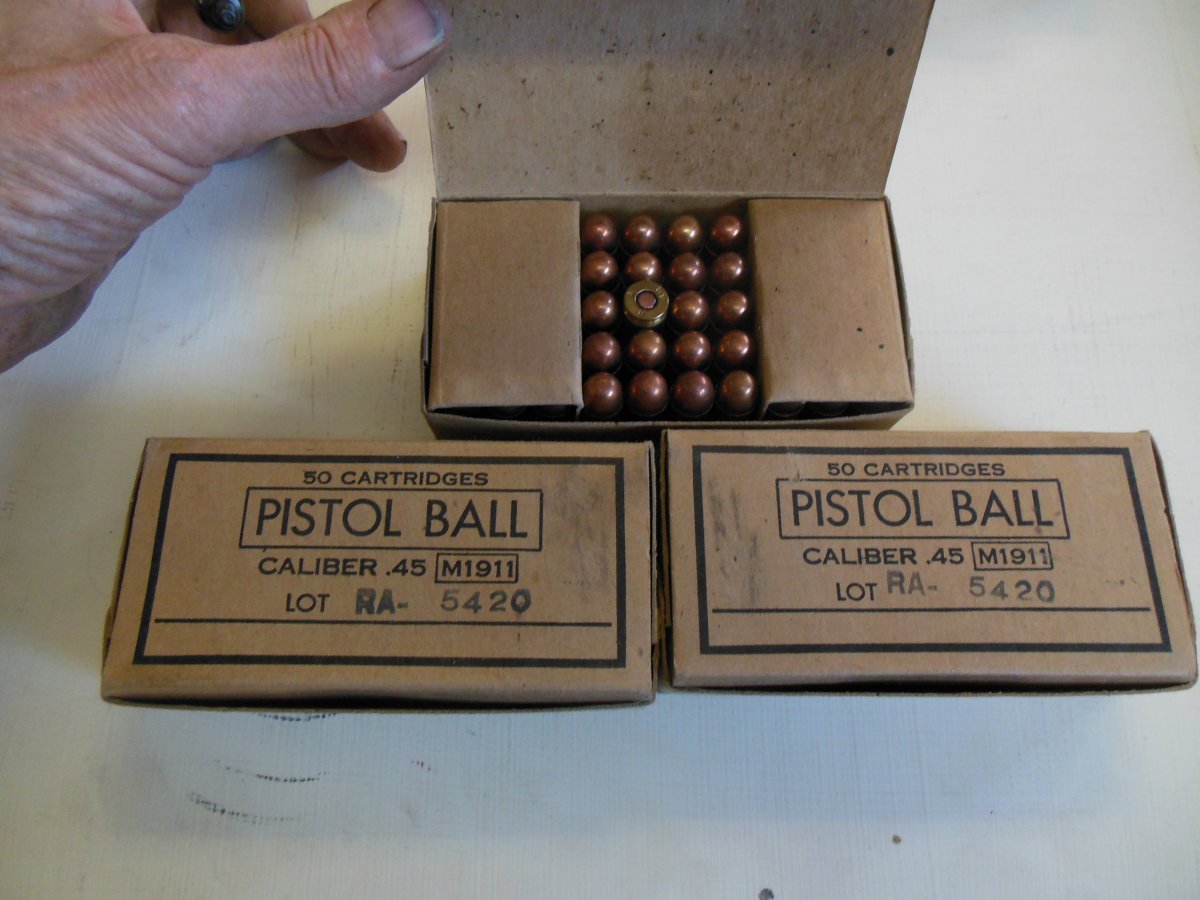 50 CARTRIDGES
PISTOL BALL
CALIBER .45 M1911
LOT RA- 5420
50 CARTRIDGES
PISTOL BALL
CALIBER .45 M1911
LOT RA- 5420